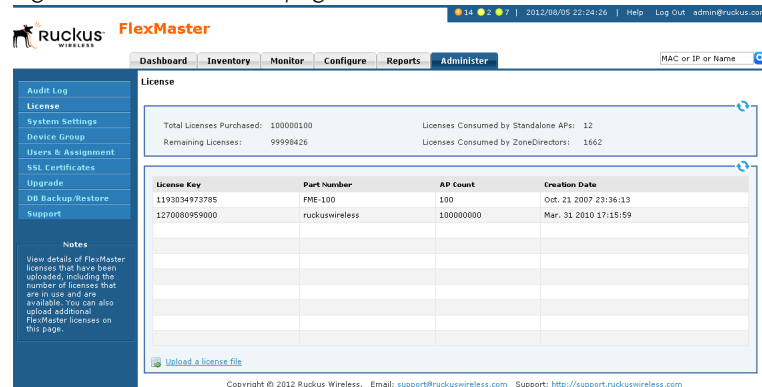 14 2 7 | 2012/08/05 22:24:26 | Help Log Out admin@ruckus.com
RUCKUS WIRELESS FlexMaster
Dashboard Inventory Monitor Configure Reports Administer
MAC or IP or Name
Audit Log
License
System Settings
Device Group
Users & Assignment
SSL Certificates
Upgrade
DB Backup/Restore
Support
Notes
View details of FlexMaster
licenses that have been
uploaded, including the
number of licenses that
are in use and are
available. You can also
upload additional
FlexMaster licenses on
this page.
License
Total Licenses Purchased: 100000100 Licenses Consumed by Standalone APs: 12
Remaining Licenses: 99998426 Licenses Consumed by ZoneDirectors: 1662
License Key Part Number AP Count Creation Date
1193034973785 FME-100 100 Oct. 21 2007 23:36:13
1270080959000 ruckuswireless 100000000 Mar. 31 2010 17:15:59
Upload a license file
Copyright © 2012 Ruckus Wireless. Email: support@ruckuswireless.com Support: http://support.ruckuswireless.com